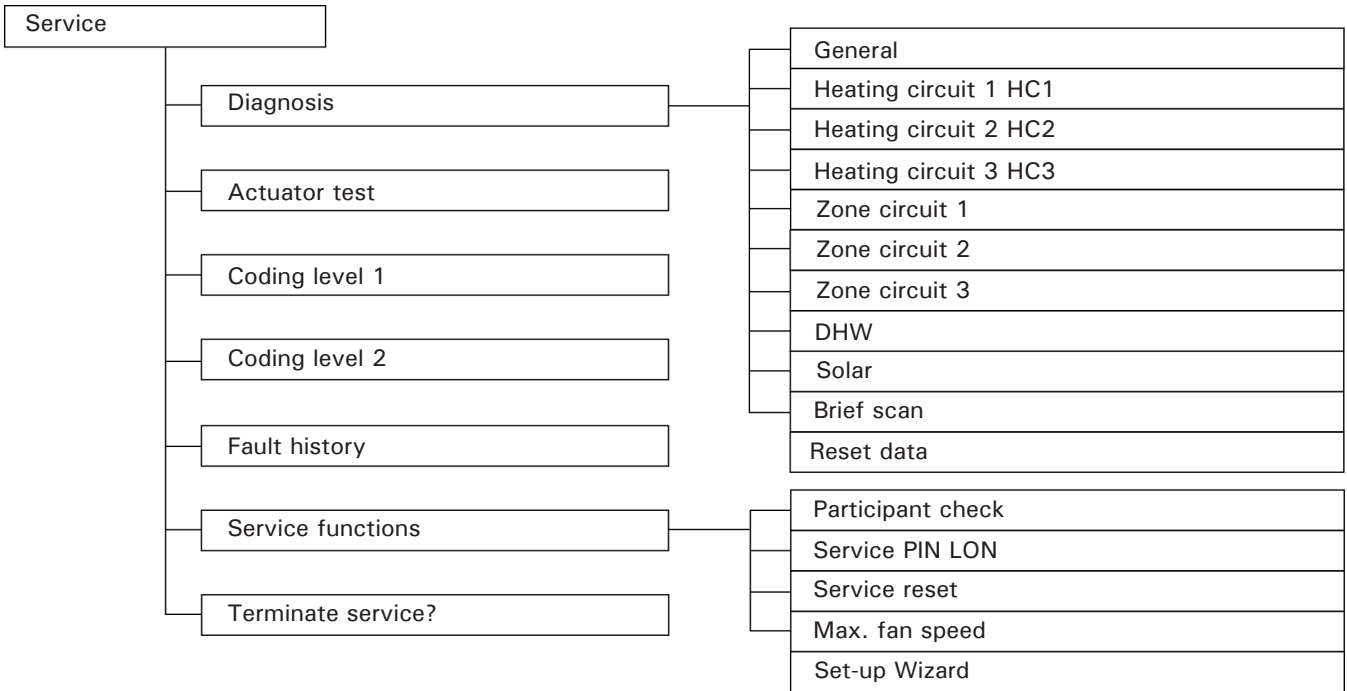 Service
Diagnosis
Actuator test
Coding level 1
Coding level 2
Fault history
Service functions
Terminate service?
General
Heating circuit 1 HC1
Heating circuit 2 HC2
Heating circuit 3 HC3
Zone circuit 1
Zone circuit 2
Zone circuit 3
DHW
Solar
Brief scan
Reset data
Participant check
Service PIN LON
Service reset
Max. fan speed
Set-up Wizard